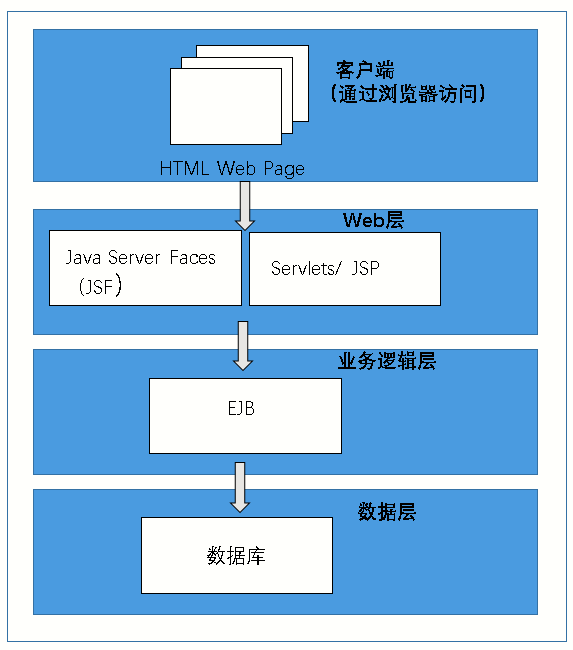 客户端
（通过浏览器访问）
HTML Web Page
Web层
Java Server Faces
（JSF）
Servlets/ JSP
业务逻辑层
EJB
数据层
数据库